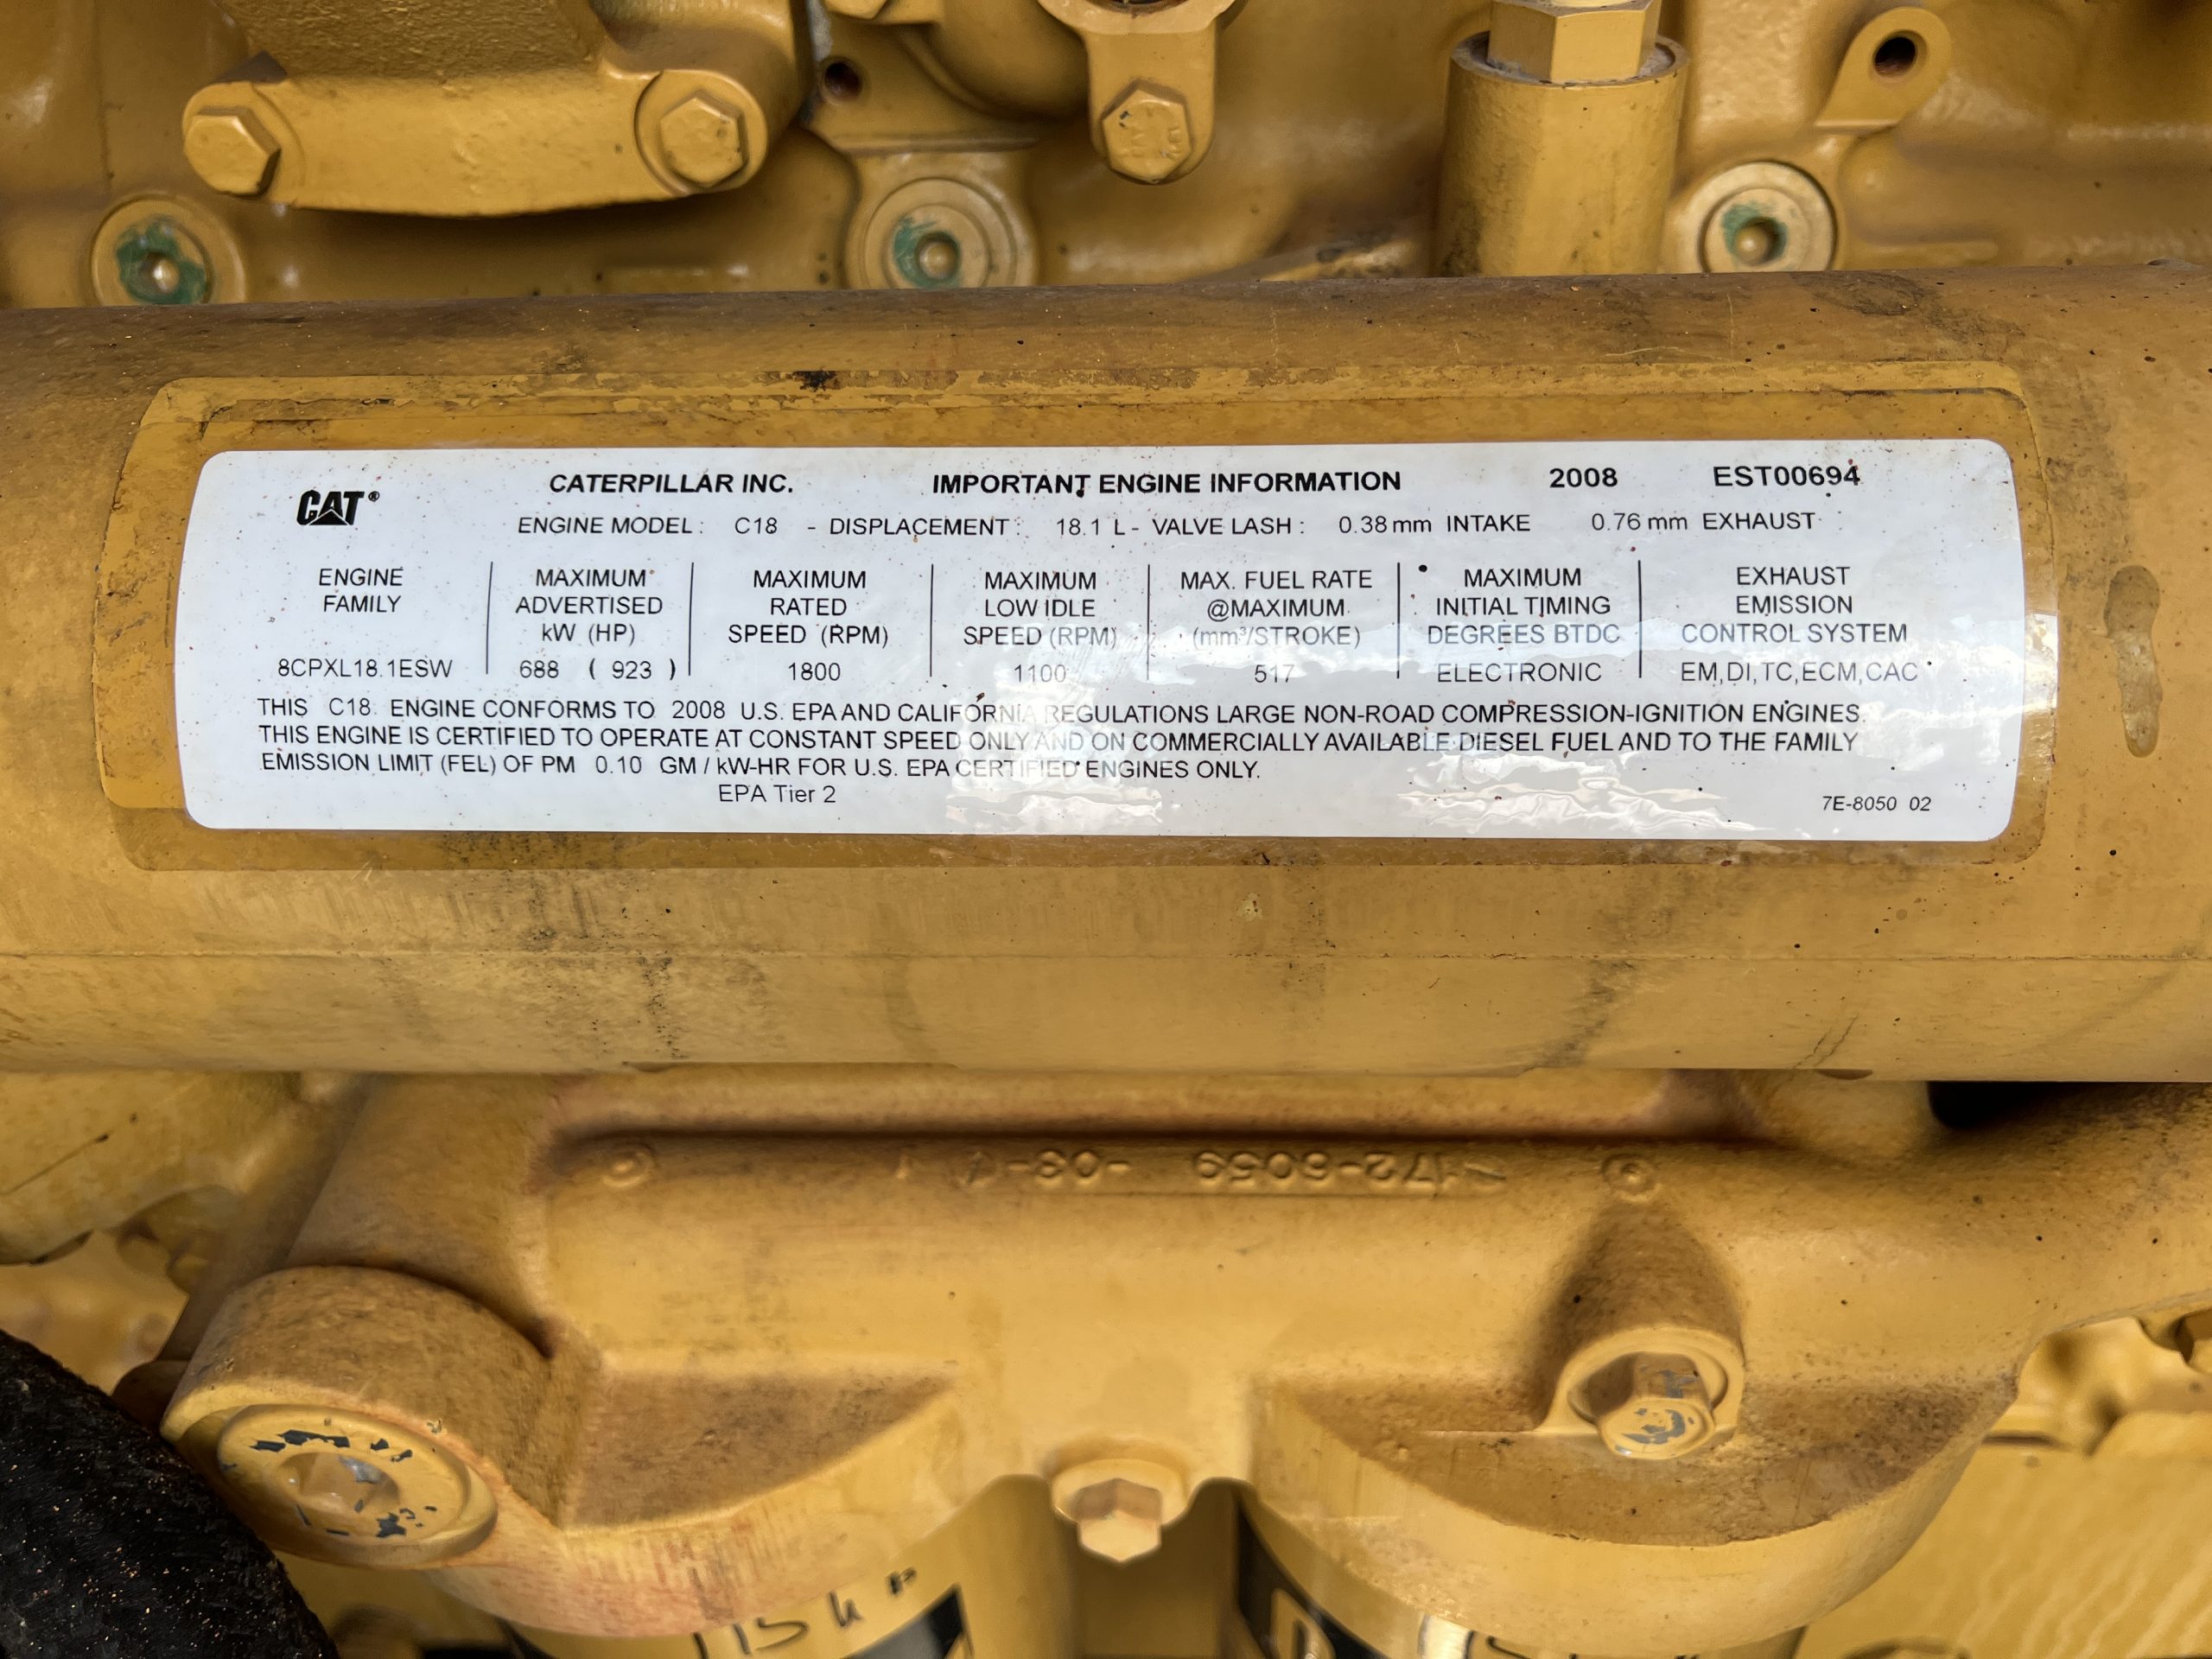 CAT®
CATERPILLAR INC. IMPORTANT ENGINE INFORMATION 2008 EST00694
ENGINE MODEL: C18 - DISPLACEMENT: 18.1 L - VALVE LASH: 0.38 mm INTAKE 0.76 mm EXHAUST
ENGINE FAMILY
8CPXL18.1ESW
MAXIMUM ADVERTISED kW (HP)
688 (923)
MAXIMUM RATED SPEED (RPM)
1800
MAXIMUM LOW IDLE SPEED (RPM)
1100
MAX. FUEL RATE @MAXIMUM (mm³/STROKE)
517
MAXIMUM INITIAL TIMING DEGREES BTDC
ELECTRONIC
EXHAUST EMISSION CONTROL SYSTEM
EM,DI,TC,ECM,CAC
THIS C18 ENGINE CONFORMS TO 2008 U.S. EPA AND CALIFORNIA REGULATIONS LARGE NON-ROAD COMPRESSION-IGNITION ENGINES.
THIS ENGINE IS CERTIFIED TO OPERATE AT CONSTANT SPEED ONLY AND ON COMMERCIALLY AVAILABLE DIESEL FUEL AND TO THE FAMILY
EMISSION LIMIT (FEL) OF PM 0.10 GM / kW-HR FOR U.S. EPA CERTIFIED ENGINES ONLY.
EPA Tier 2
7E-8050 02
172-6059